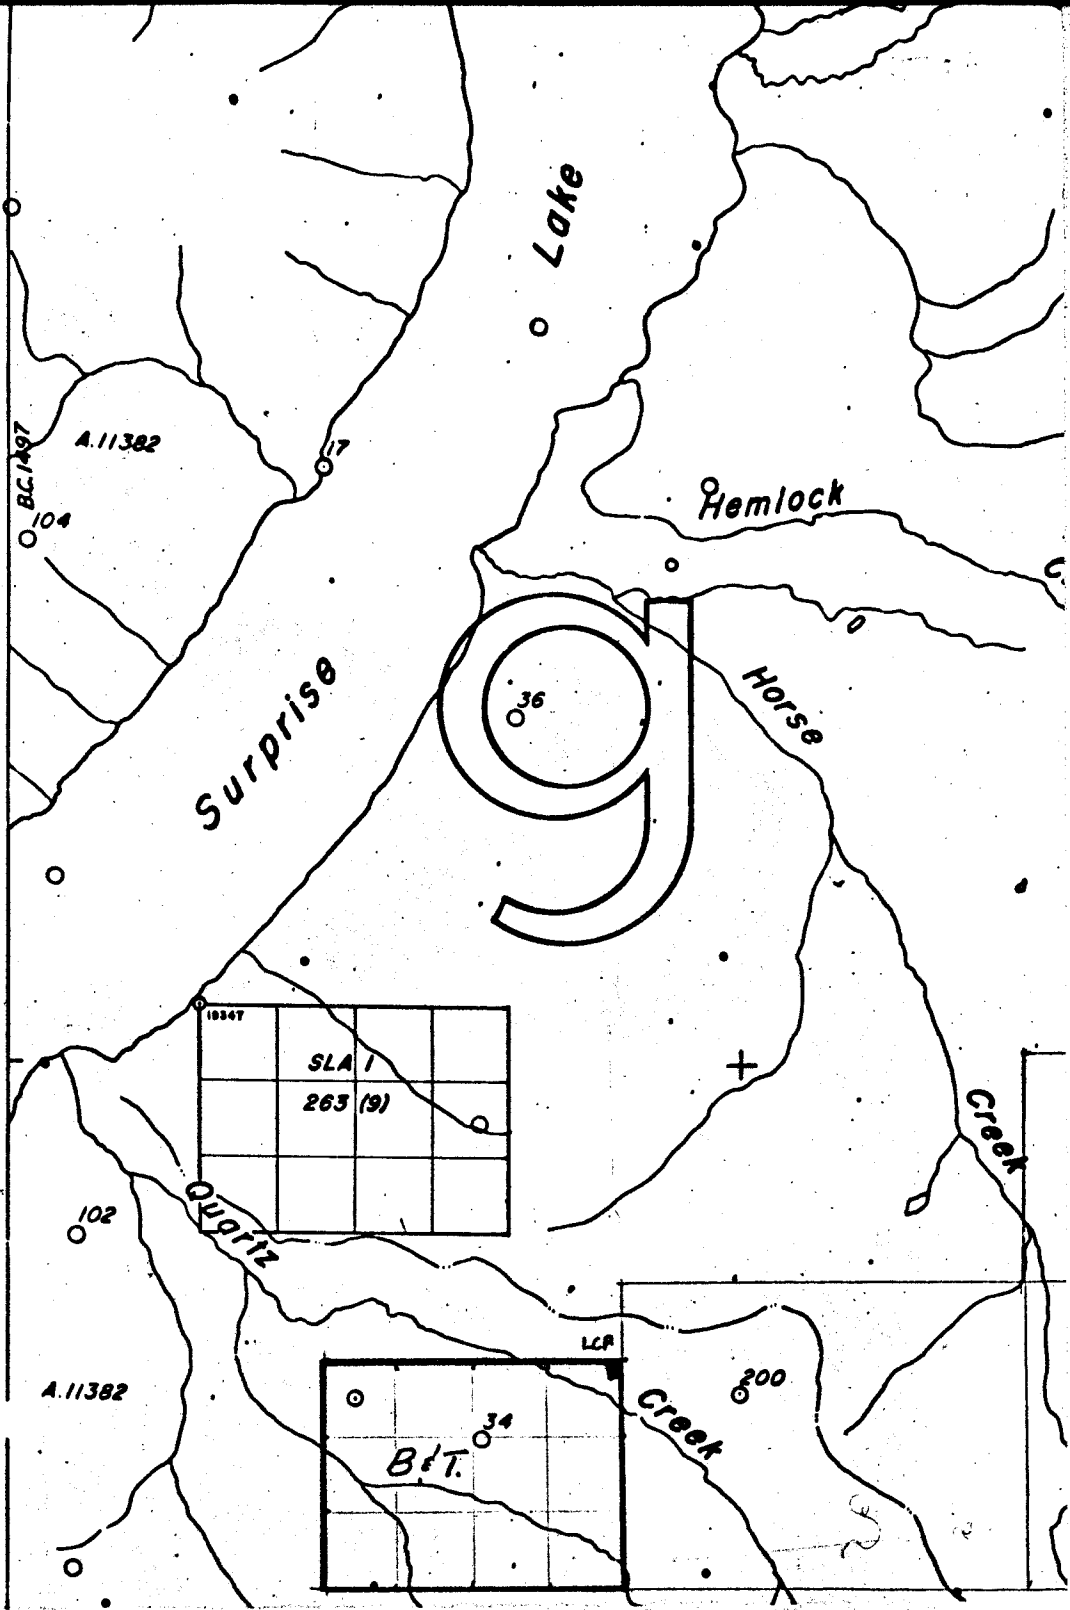 Lake
A.11382
17
B.C. 1497
104
Hemlock
C
36
Horse
Surprise
g
19347
SLA 1
263 (9)
Creek
102
Quartz
LCP
A.11382
200
34
Creek
B & T.